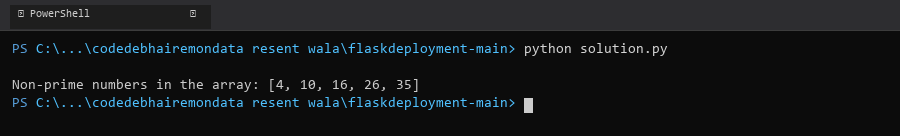 PowerShell
PS C:\...\codedebhairemondata resent wala\flaskdeployment-main> python solution.py
Non-prime numbers in the array: [4, 10, 16, 26, 35]
PS C:\...\codedebhairemondata resent wala\flaskdeployment-main>